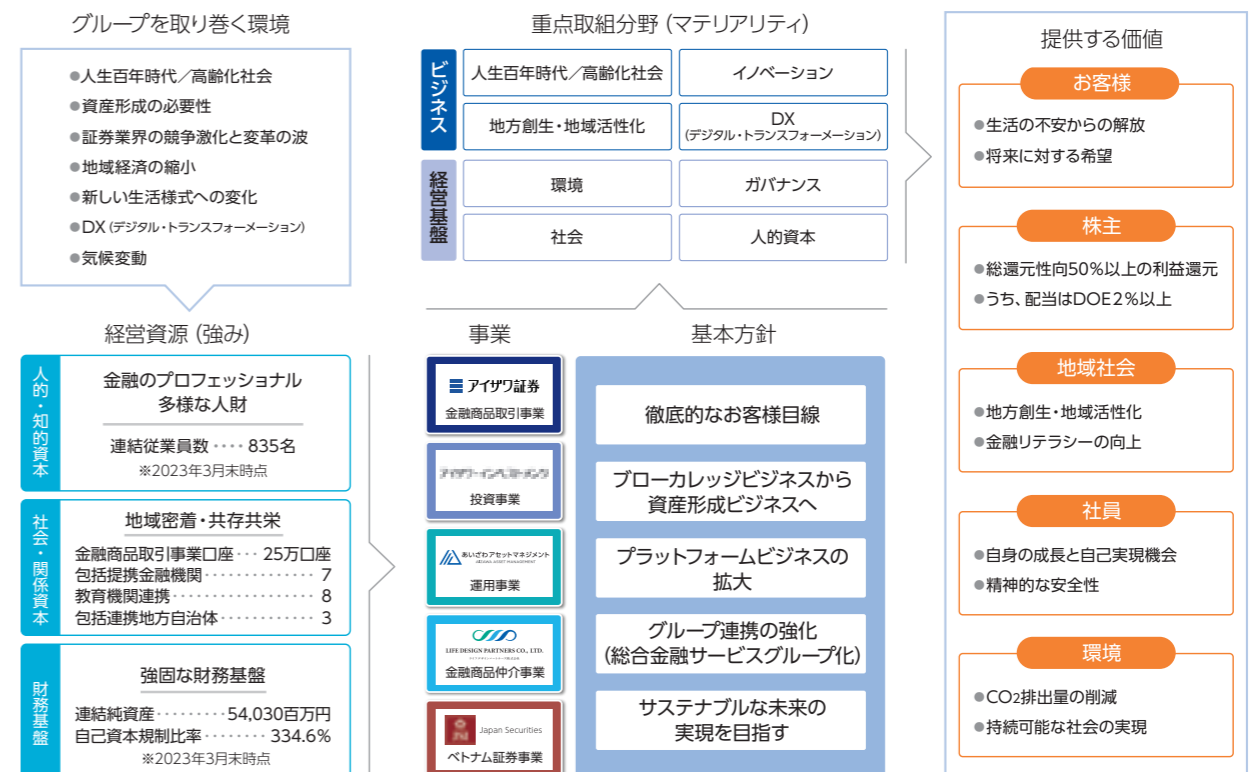 グループを取り巻く環境
●人生百年時代／高齢化社会
●資産形成の必要性
●証券業界の競争激化と変革の波
●地域経済の縮小
●新しい生活様式への変化
●DX（デジタル・トランスフォーメーション）
●気候変動
経営資源（強み）
人的・知的資本
金融のプロフェッショナル
多様な人財
連結従業員数････835名
※2023年3月末時点
社会・関係資本
地域密着・共存共栄
金融商品取引事業口座･･･25万口座
包括提携金融機関･･････････････7
教育機関連携･･････････････････8
包括連携地方自治体････････････3
財務基盤
強固な財務基盤
連結純資産･････････54,030百万円
自己資本規制比率････････334.6%
※2023年3月末時点
重点取組分野（マテリアリティ）
ビジネス
人生百年時代／高齢化社会
イノベーション
地方創生・地域活性化
DX
（デジタル・トランスフォーメーション）
経営基盤
環境
ガバナンス
社会
人的資本
事業
アイザワ証券
金融商品取引事業
投資事業
あいざわアセットマネジメント
AIZAWA ASSET MANAGEMENT
運用事業
LIFE DESIGN PARTNERS CO., LTD.
金融商品仲介事業
Japan Securities
ベトナム証券事業
基本方針
徹底的なお客様目線
ブローカレッジビジネスから
資産形成ビジネスへ
プラットフォームビジネスの
拡大
グループ連携の強化
（総合金融サービスグループ化）
サステナブルな未来の
実現を目指す
提供する価値
お客様
●生活の不安からの解放
●将来に対する希望
株主
●総還元性向50%以上の利益還元
●うち、配当はDOE2%以上
地域社会
●地方創生・地域活性化
●金融リテラシーの向上
社員
●自身の成長と自己実現機会
●精神的な安全性
環境
●CO2排出量の削減
●持続可能な社会の実現